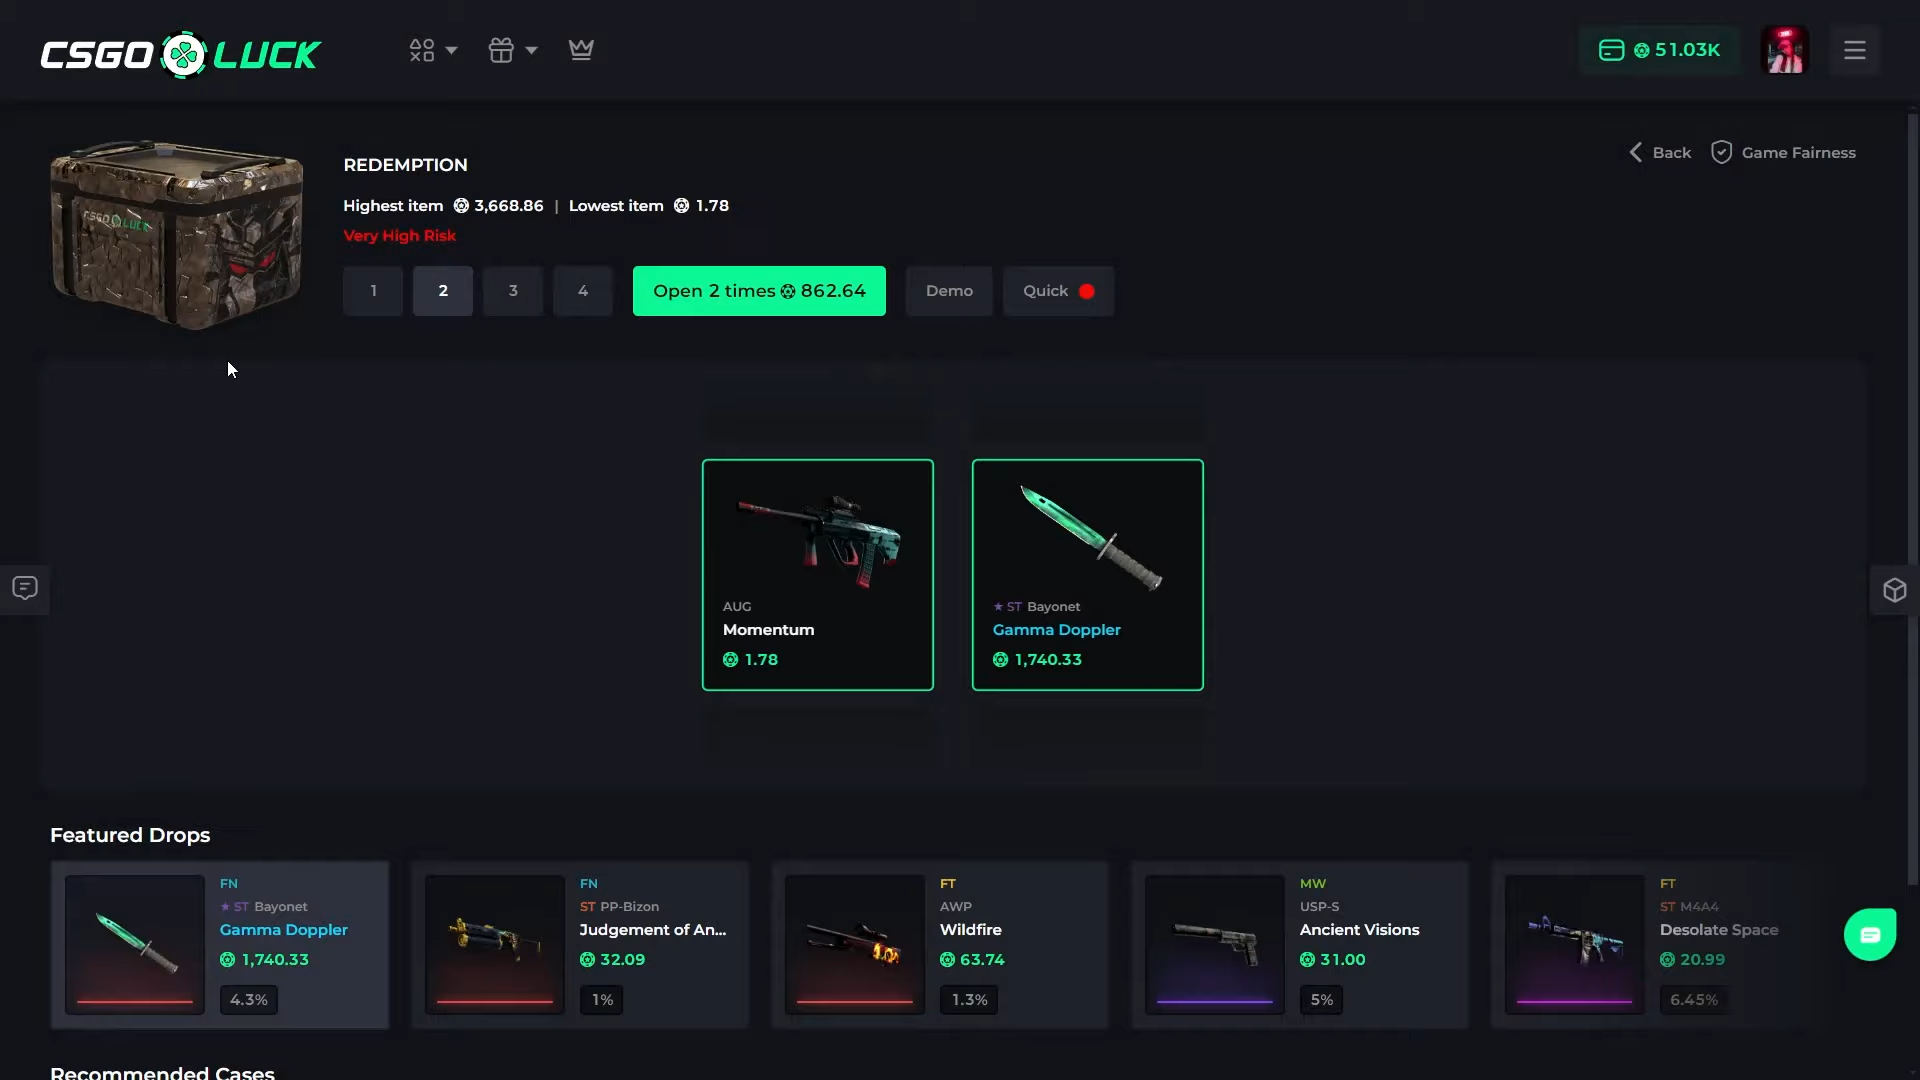 CSGO LUCK
51.03K
Back
Game Fairness
REDEMPTION
Highest item 3,668.86 | Lowest item 1.78
Very High Risk
1
2
3
4
Open 2 times 862.64
Demo
Quick
CSGO LUCK
AUG
Momentum
1.78
★ ST Bayonet
Gamma Doppler
1,740.33
Featured Drops
FN
★ ST Bayonet
Gamma Doppler
1,740.33
4.3%
FN
ST PP-Bizon
Judgement of An...
32.09
1%
FT
AWP
Wildfire
63.74
1.3%
MW
USP-S
Ancient Visions
31.00
5%
FT
ST M4A4
Desolate Space
20.99
6.45%
Recommended Cases